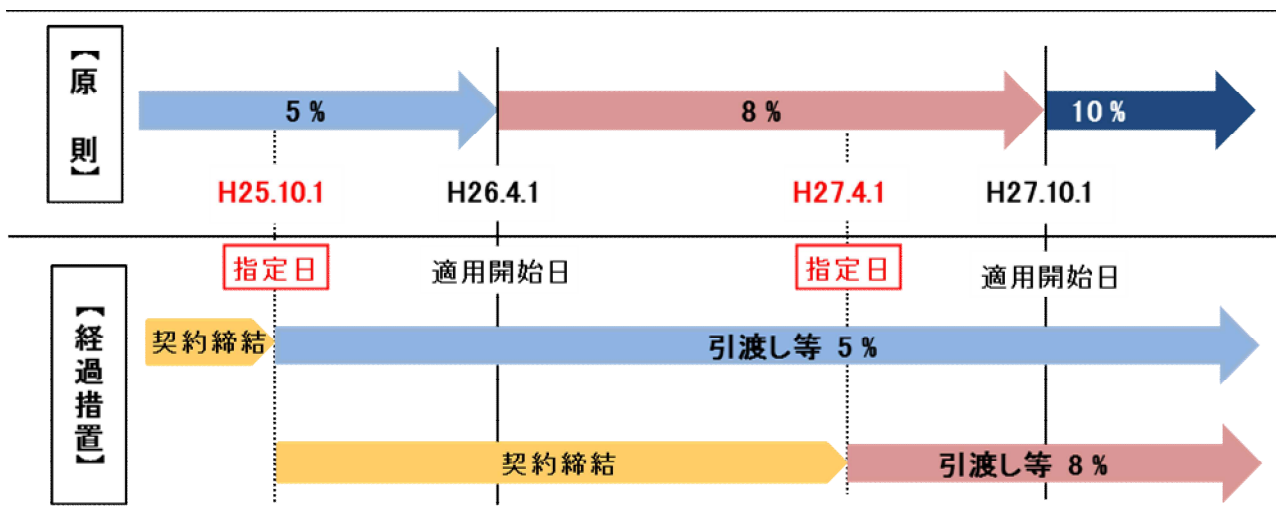 【原則】
5%
8%
10%
H25.10.1
H26.4.1
H27.4.1
H27.10.1
【経過措置】
指定日
適用開始日
指定日
適用開始日
契約締結
引渡し等 5%
契約締結
引渡し等 8%